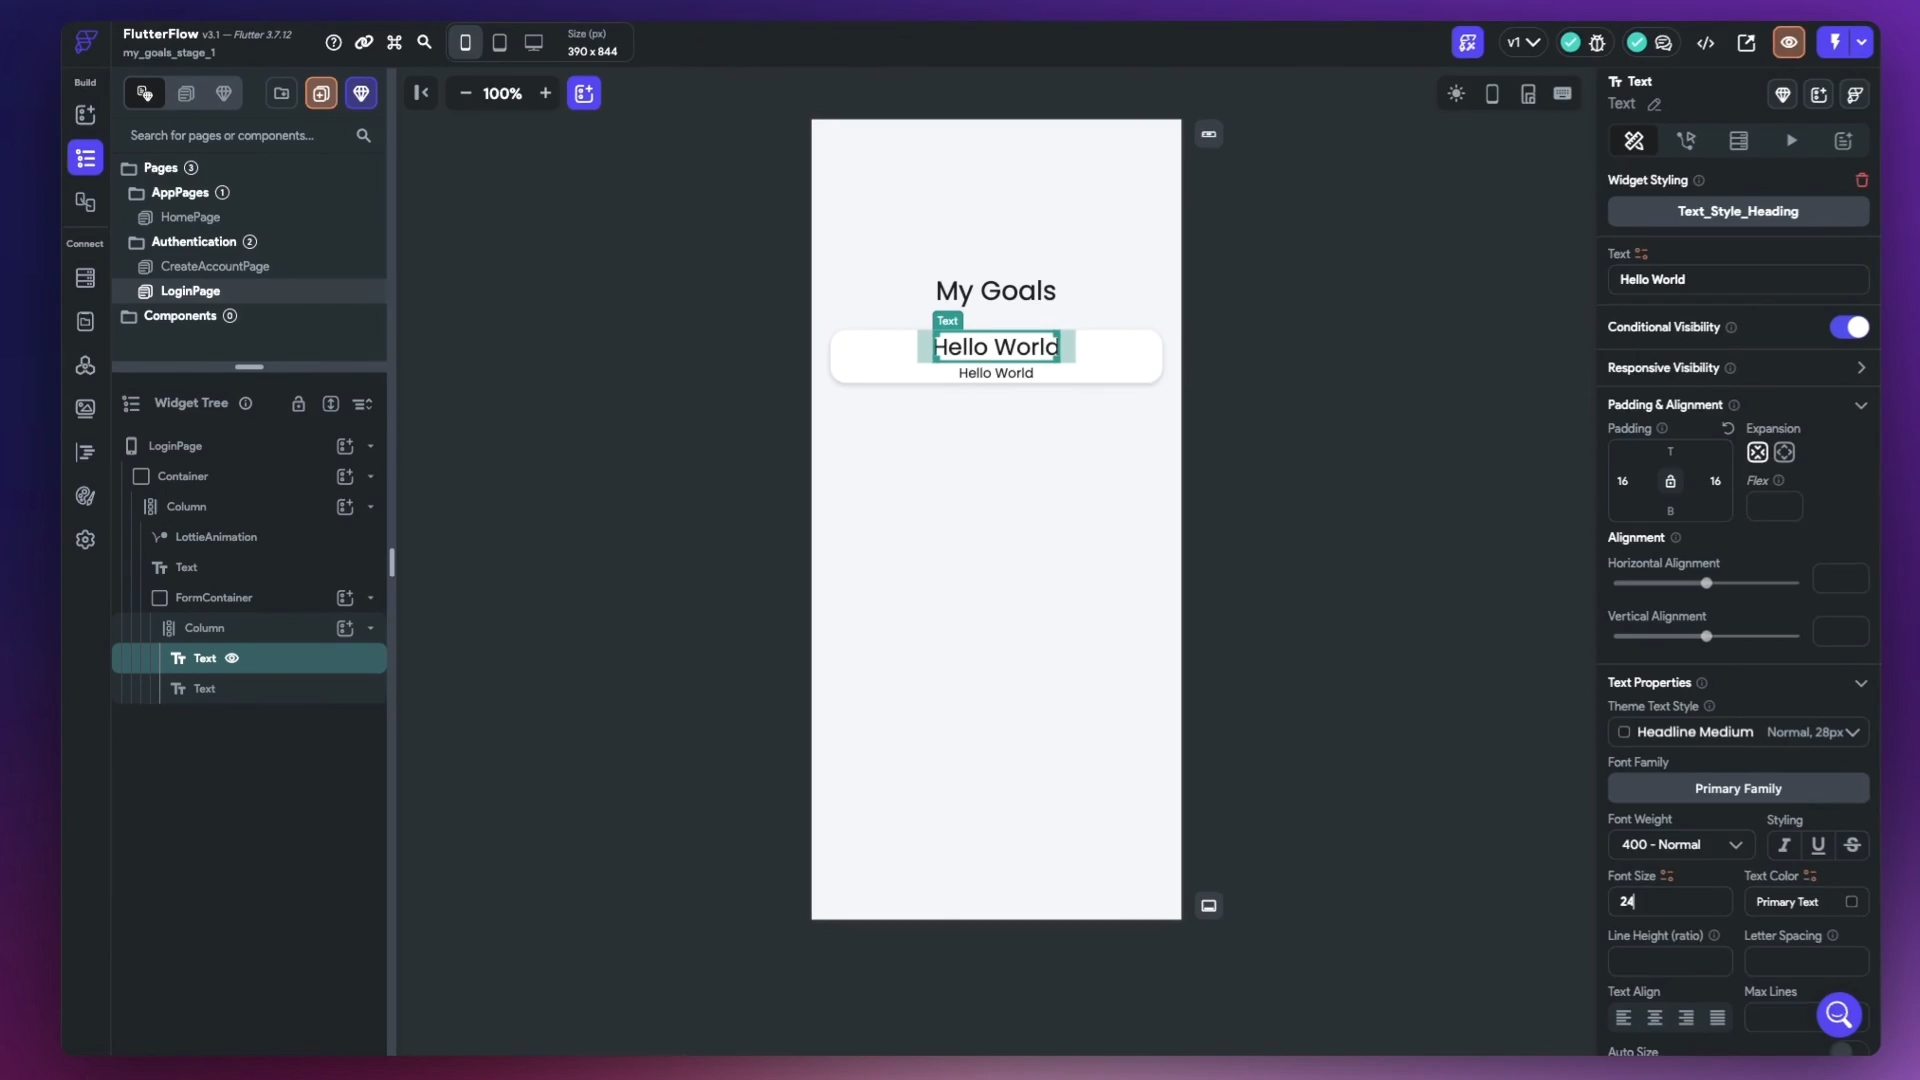 FlutterFlow v3.1 — Flutter 3.7.12
my_goals_stage_1
Size (px)
390 x 844
v1
Build
100%
Search for pages or components...
Pages 3
AppPages 1
HomePage
Authentication 2
CreateAccountPage
LoginPage
Components 0
Connect
Widget Tree
LoginPage
Container
Column
LottieAnimation
Text
FormContainer
Column
Text
Text
My Goals
Text
Hello World
Hello World
Text
Text
Widget Styling
Text_Style_Heading
Text
Hello World
Conditional Visibility
Responsive Visibility
Padding & Alignment
Padding
Expansion
T
16
16
B
Flex
Alignment
Horizontal Alignment
Vertical Alignment
Text Properties
Theme Text Style
Headline Medium Normal, 28px
Font Family
Primary Family
Font Weight
Styling
400 - Normal
Font Size
Text Color
24
Primary Text
Line Height (ratio)
Letter Spacing
Text Align
Max Lines
Auto Size